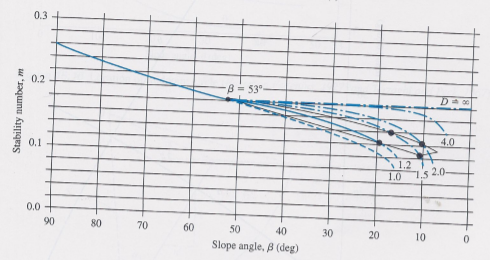 0.3
0.2
0.1
0.0
Stability number, m
β = 53°
D = ∞
4.0
2.0
1.5
1.2
1.0
90 80 70 60 50 40 30 20 10 0
Slope angle, β (deg)